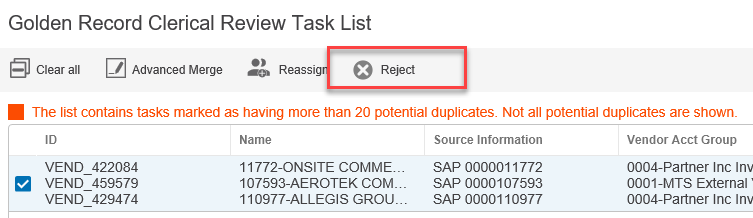 Golden Record Clerical Review Task List
Clear all Advanced Merge Reassign Reject
The list contains tasks marked as having more than 20 potential duplicates. Not all potential duplicates are shown.
ID Name Source Information Vendor Acct Group
VEND_422084 11772-ONSITE COMME... SAP 0000011772 0004-Partner Inc Inv
VEND_459579 107593-AEROTEK COM... SAP 0000107593 0001-MTS External
VEND_429474 110977-ALLEGIS GROU... SAP 0000110977 0004-Partner Inc Inv